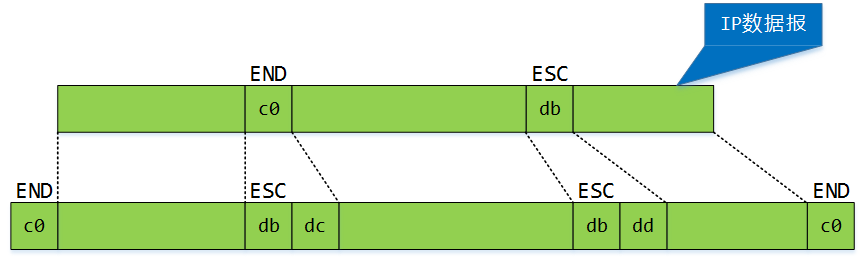 IP数据报
END ESC
c0 db
END ESC ESC END
c0 db dc db dd c0